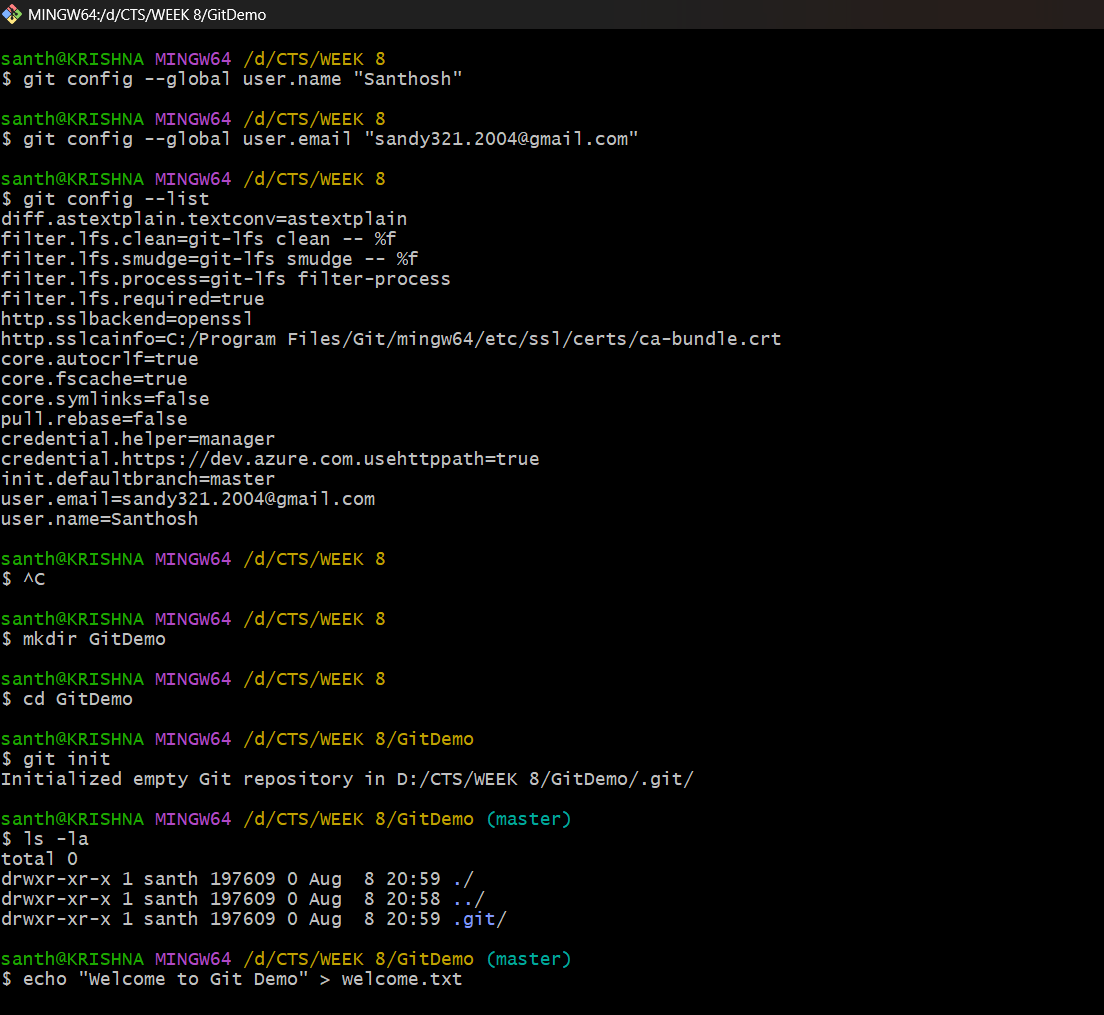 MINGW64:/d/CTS/WEEK 8/GitDemo
santh@KRISHNA MINGW64 /d/CTS/WEEK 8
$ git config --global user.name "Santhosh"
santh@KRISHNA MINGW64 /d/CTS/WEEK 8
$ git config --global user.email "sandy321.2004@gmail.com"
santh@KRISHNA MINGW64 /d/CTS/WEEK 8
$ git config --list
diff.astextplain.textconv=astextplain
filter.lfs.clean=git-lfs clean -- %f
filter.lfs.smudge=git-lfs smudge -- %f
filter.lfs.process=git-lfs filter-process
filter.lfs.required=true
http.sslbackend=openssl
http.sslcainfo=C:/Program Files/Git/mingw64/etc/ssl/certs/ca-bundle.crt
core.autocrlf=true
core.fscache=true
core.symlinks=false
pull.rebase=false
credential.helper=manager
credential.https://dev.azure.com.usehttppath=true
init.defaultbranch=master
user.email=sandy321.2004@gmail.com
user.name=Santhosh
santh@KRISHNA MINGW64 /d/CTS/WEEK 8
$ ^C
santh@KRISHNA MINGW64 /d/CTS/WEEK 8
$ mkdir GitDemo
santh@KRISHNA MINGW64 /d/CTS/WEEK 8
$ cd GitDemo
santh@KRISHNA MINGW64 /d/CTS/WEEK 8/GitDemo
$ git init
Initialized empty Git repository in D:/CTS/WEEK 8/GitDemo/.git/
santh@KRISHNA MINGW64 /d/CTS/WEEK 8/GitDemo (master)
$ ls -la
total 0
drwxr-xr-x 1 santh 197609 0 Aug  8 20:59 ./
drwxr-xr-x 1 santh 197609 0 Aug  8 20:58 ../
drwxr-xr-x 1 santh 197609 0 Aug  8 20:59 .git/
santh@KRISHNA MINGW64 /d/CTS/WEEK 8/GitDemo (master)
$ echo "Welcome to Git Demo" > welcome.txt